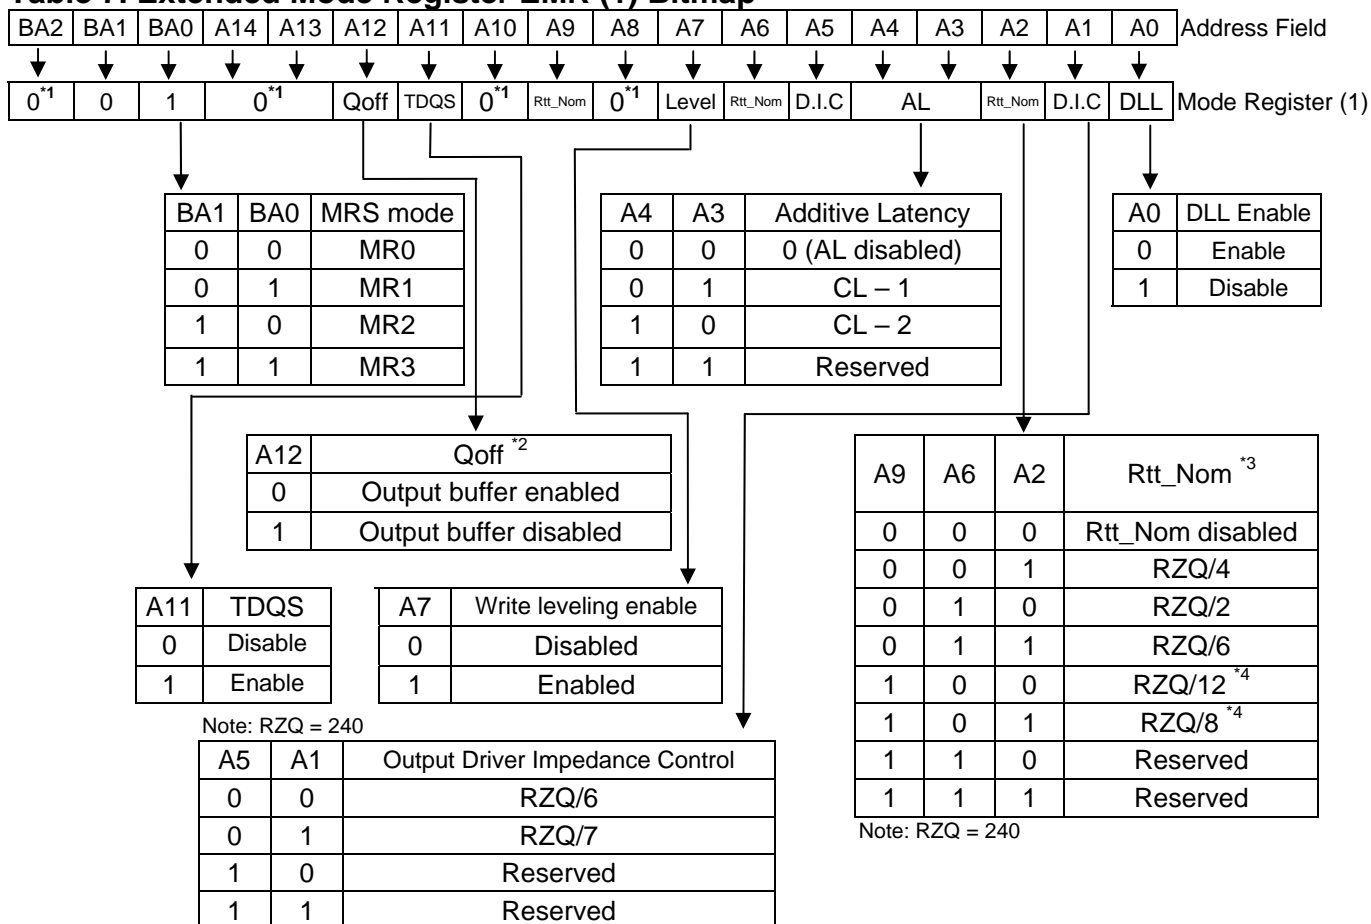 Table 7. Extended Mode Register EMR (1) Bitmap
BA2 BA1 BA0 A14 A13 A12 A11 A10 A9 A8 A7 A6 A5 A4 A3 A2 A1 A0 Address Field
0*1 0 1 0*1 Qoff TDQS 0*1 Rtt_Nom 0*1 Level Rtt_Nom D.I.C AL Rtt_Nom D.I.C DLL Mode Register (1)
BA1 BA0 MRS mode
0 0 MR0
0 1 MR1
1 0 MR2
1 1 MR3
A4 A3 Additive Latency
0 0 0 (AL disabled)
0 1 CL – 1
1 0 CL – 2
1 1 Reserved
A0 DLL Enable
0 Enable
1 Disable
A12 Qoff *2
0 Output buffer enabled
1 Output buffer disabled
A9 A6 A2 Rtt_Nom *3
0 0 0 Rtt_Nom disabled
0 0 1 RZQ/4
0 1 0 RZQ/2
0 1 1 RZQ/6
1 0 0 RZQ/12 *4
1 0 1 RZQ/8 *4
1 1 0 Reserved
1 1 1 Reserved
Note: RZQ = 240
A11 TDQS
0 Disable
1 Enable
A7 Write leveling enable
0 Disabled
1 Enabled
Note: RZQ = 240
A5 A1 Output Driver Impedance Control
0 0 RZQ/6
0 1 RZQ/7
1 0 Reserved
1 1 Reserved